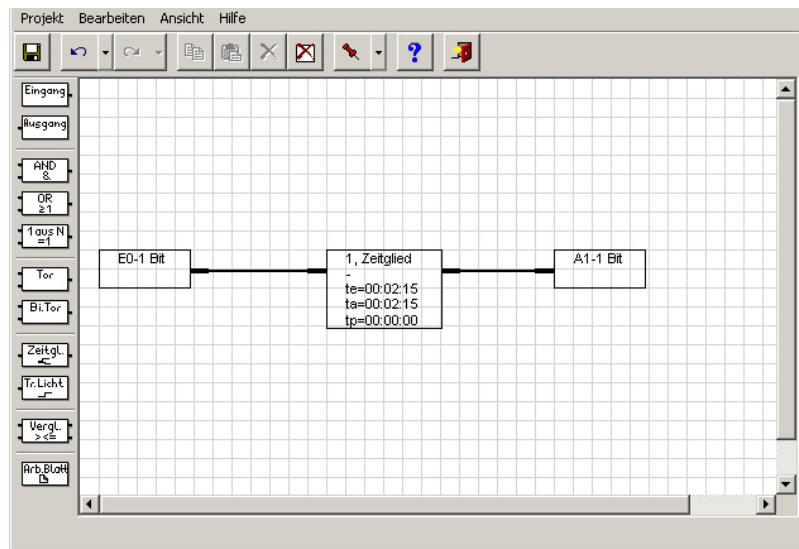 Projekt Bearbeiten Ansicht Hilfe
Eingang
Ausgang
AND
&
OR
≥1
1 aus N
=1
Tor
Bi.Tor
Zeitgl.
Tr.Licht
Vergl.
><=
Arb.Blatt
E0-1 Bit
1, Zeitglied
-
te=00:02:15
ta=00:02:15
tp=00:00:00
A1-1 Bit